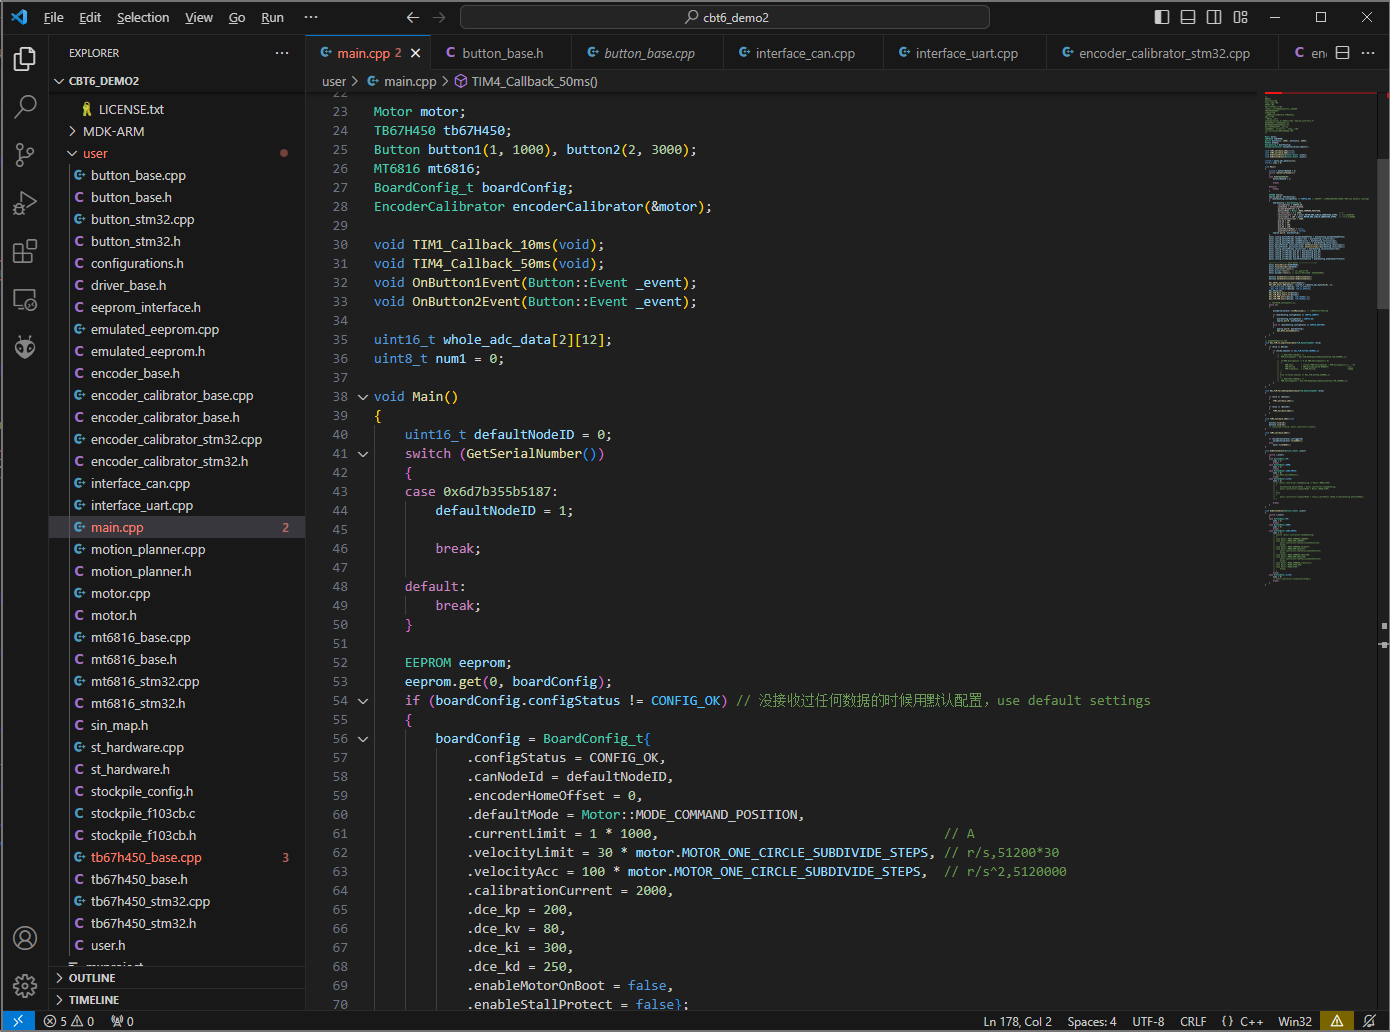 File Edit Selection View Go Run ··· cbt6_demo2
EXPLORER ···
CBT6_DEMO2
LICENSE.txt
MDK-ARM
user
button_base.cpp
button_base.h
button_stm32.cpp
button_stm32.h
configurations.h
driver_base.h
eeprom_interface.h
emulated_eeprom.cpp
emulated_eeprom.h
encoder_base.h
encoder_calibrator_base.cpp
encoder_calibrator_base.h
encoder_calibrator_stm32.cpp
encoder_calibrator_stm32.h
interface_can.cpp
interface_uart.cpp
main.cpp 2
motion_planner.cpp
motion_planner.h
motor.cpp
motor.h
mt6816_base.cpp
mt6816_base.h
mt6816_stm32.cpp
mt6816_stm32.h
sin_map.h
st_hardware.cpp
st_hardware.h
stockpile_config.h
stockpile_f103cb.c
stockpile_f103cb.h
tb67h450_base.cpp 3
tb67h450_base.h
tb67h450_stm32.cpp
tb67h450_stm32.h
user.h
OUTLINE
TIMELINE
main.cpp 2 button_base.h button_base.cpp interface_can.cpp interface_uart.cpp encoder_calibrator_stm32.cpp en
user > main.cpp > TIM4_Callback_50ms()
22
23 Motor motor;
24 TB67H450 tb67H450;
25 Button button1(1, 1000), button2(2, 3000);
26 MT6816 mt6816;
27 BoardConfig_t boardConfig;
28 EncoderCalibrator encoderCalibrator(&motor);
29
30 void TIM1_Callback_10ms(void);
31 void TIM4_Callback_50ms(void);
32 void OnButton1Event(Button::Event _event);
33 void OnButton2Event(Button::Event _event);
34
35 uint16_t whole_adc_data[2][12];
36 uint8_t num1 = 0;
37
38 void Main()
39 {
40 uint16_t defaultNodeID = 0;
41 switch (GetSerialNumber())
42 {
43 case 0x6d7b355b5187:
44 defaultNodeID = 1;
45
46 break;
47
48 default:
49 break;
50 }
51
52 EEPROM eeprom;
53 eeprom.get(0, boardConfig);
54 if (boardConfig.configStatus != CONFIG_OK) // 没接收过任何数据的时候用默认配置，use default settings
55 {
56 boardConfig = BoardConfig_t{
57 .configStatus = CONFIG_OK,
58 .canNodeId = defaultNodeID,
59 .encoderHomeOffset = 0,
60 .defaultMode = Motor::MODE_COMMAND_POSITION,
61 .currentLimit = 1 * 1000, // A
62 .velocityLimit = 30 * motor.MOTOR_ONE_CIRCLE_SUBDIVIDE_STEPS, // r/s,51200*30
63 .velocityAcc = 100 * motor.MOTOR_ONE_CIRCLE_SUBDIVIDE_STEPS, // r/s^2,5120000
64 .calibrationCurrent = 2000,
65 .dce_kp = 200,
66 .dce_kv = 80,
67 .dce_ki = 300,
68 .dce_kd = 250,
69 .enableMotorOnBoot = false,
70 .enableStallProtect = false};
5 0 0 Ln 178, Col 2 Spaces: 4 UTF-8 CRLF {} C++ Win32